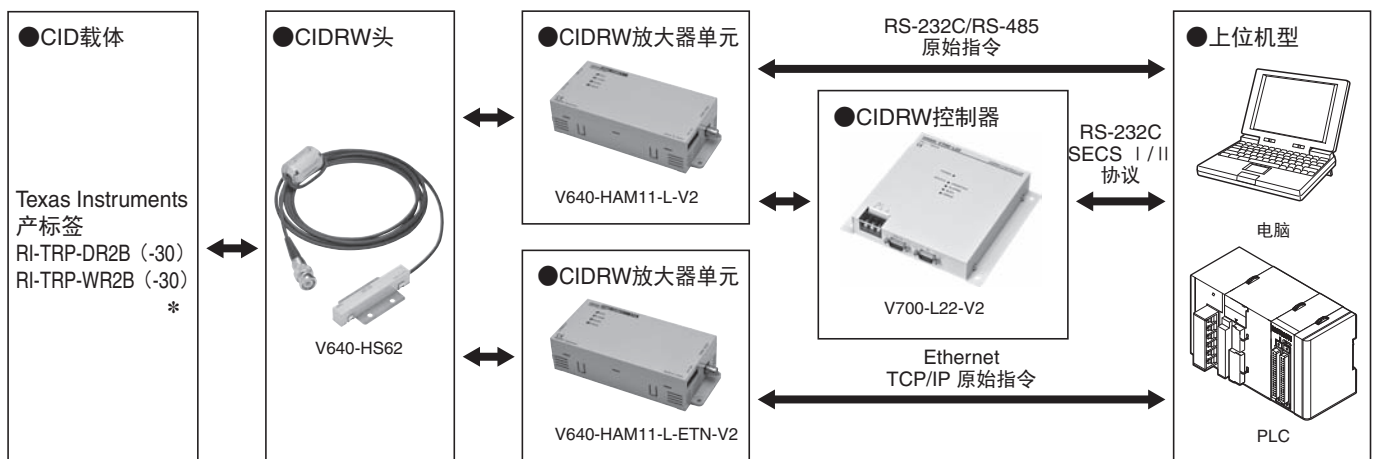 ●CID载体
Texas Instruments
产标签
RI-TRP-DR2B（-30）
RI-TRP-WR2B（-30）
*
●CIDRW头
V640-HS62
●CIDRW放大器单元
V640-HAM11-L-V2
●CIDRW放大器单元
V640-HAM11-L-ETN-V2
RS-232C/RS-485
原始指令
●CIDRW控制器
V700-L22-V2
RS-232C
SECS Ⅰ/Ⅱ
协议
Ethernet
TCP/IP 原始指令
●上位机型
电脑
PLC